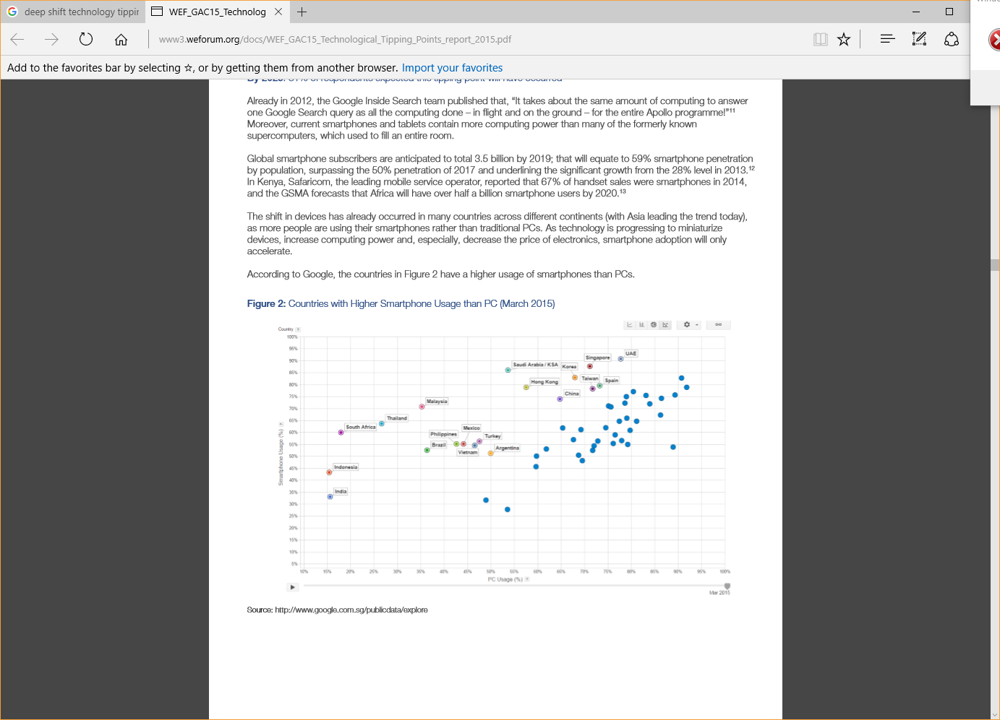 deep shift technology tippin
WEF_GAC15_Technolog
www3.weforum.org/docs/WEF_GAC15_Technological_Tipping_Points_report_2015.pdf
Add to the favorites bar by selecting ☆, or by getting them from another browser. Import your favorites
Already in 2012, the Google Inside Search team published that, “It takes about the same amount of computing to answer
one Google Search query as all the computing done – in flight and on the ground – for the entire Apollo programme!”11
Moreover, current smartphones and tablets contain more computing power than many of the formerly known
supercomputers, which used to fill an entire room.
Global smartphone subscribers are anticipated to total 3.5 billion by 2019; that will equate to 59% smartphone penetration
by population, surpassing the 50% penetration of 2017 and underlining the significant growth from the 28% level in 2013.12
In Kenya, Safaricom, the leading mobile service operator, reported that 67% of handset sales were smartphones in 2014,
and the GSMA forecasts that Africa will have over half a billion smartphone users by 2020.13
The shift in devices has already occurred in many countries across different continents (with Asia leading the trend today),
as more people are using their smartphones rather than traditional PCs. As technology is progressing to miniaturize
devices, increase computing power and, especially, decrease the price of electronics, smartphone adoption will only
accelerate.
According to Google, the countries in Figure 2 have a higher usage of smartphones than PCs.
Figure 2: Countries with Higher Smartphone Usage than PC (March 2015)
Country ?
100%
95%
90%
85%
80%
75%
70%
65%
60%
55%
50%
45%
40%
35%
30%
25%
20%
15%
10%
5%
Smartphone Usage (%) ?
UAE
Singapore
Saudi Arabia / KSA
Korea
Taiwan
Spain
Hong Kong
China
Malaysia
Thailand
South Africa
Mexico
Philippines
Turkey
Brazil
Vietnam
Argentina
Indonesia
India
10% 15% 20% 25% 30% 35% 40% 45% 50% 55% 60% 65% 70% 75% 80% 85% 90% 95% 100%
PC Usage (%) ?
Mar 2015
Source: http://www.google.com.sg/publicdata/explore